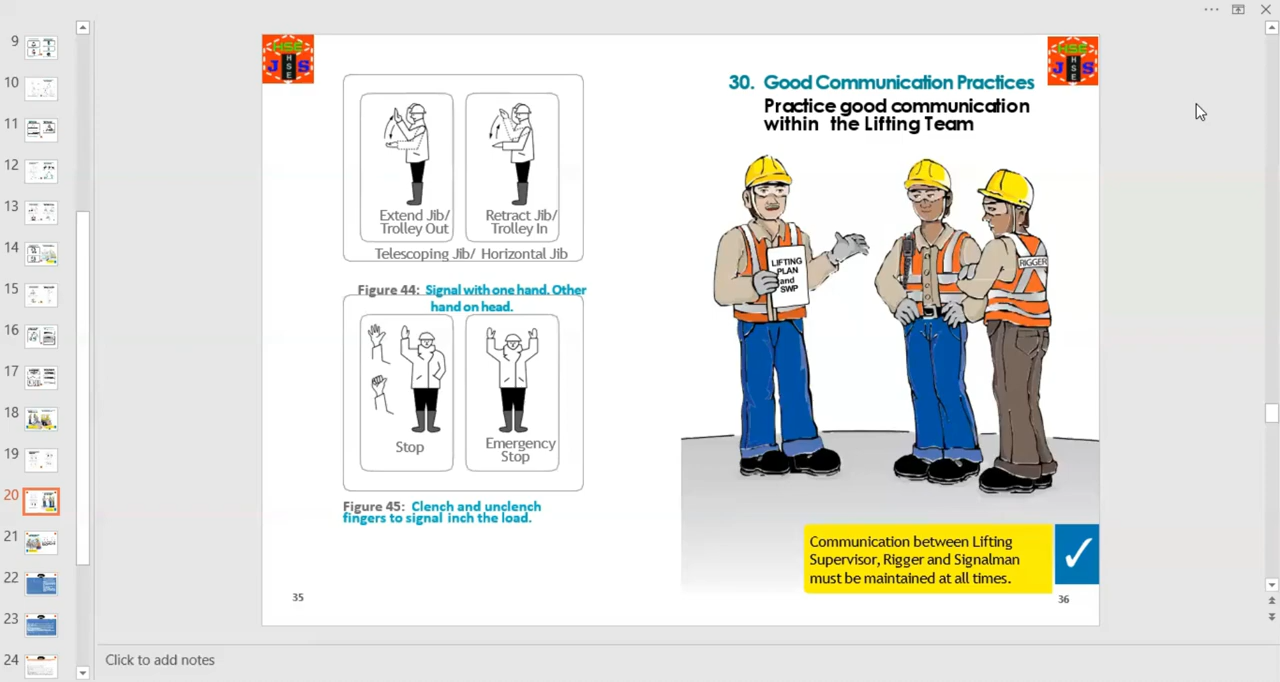 9
10
11
12
13
14
15
16
17
18
19
20
21
22
23
24
HSE
J S
HSE
Extend Jib/
Trolley Out
Retract Jib/
Trolley In
Telescoping Jib/ Horizontal Jib
Figure 44: Signal with one hand. Other
hand on head.
Stop
Emergency
Stop
Figure 45: Clench and unclench
fingers to signal inch the load.
35
HSE
J S
HSE
30. Good Communication Practices
Practice good communication
within the Lifting Team
LIFTING
PLAN
and
SWP
RIGGER
Communication between Lifting
Supervisor, Rigger and Signalman
must be maintained at all times.
36
Click to add notes